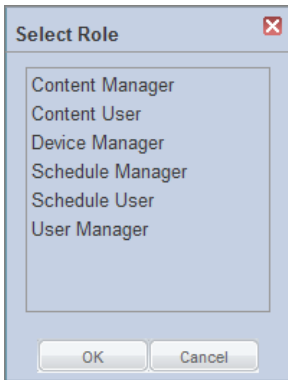 Select Role
Content Manager
Content User
Device Manager
Schedule Manager
Schedule User
User Manager
OK
Cancel